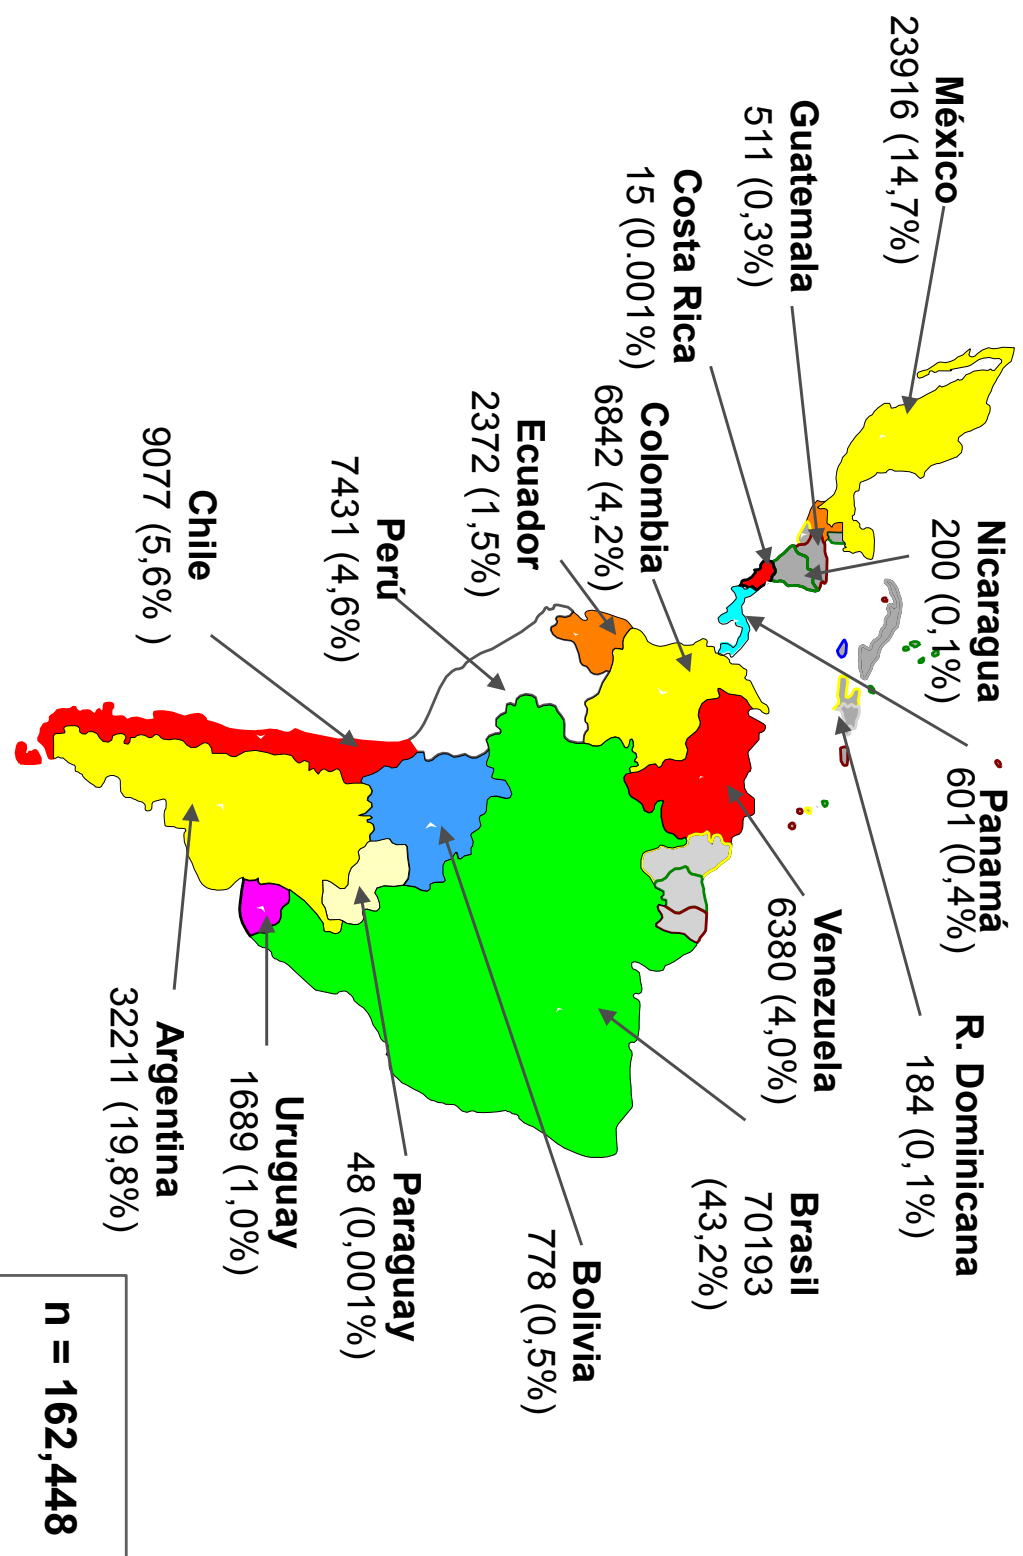 México
23916 (14,7%)
Guatemala
511 (0,3%)
Costa Rica
15 (0.001%)
Nicaragua
200 (0,1%)
Panamá
601 (0,4%)
R. Dominicana
184 (0,1%)
Colombia
6842 (4,2%)
Venezuela
6380 (4,0%)
Ecuador
2372 (1,5%)
Brasil
70193
(43,2%)
Perú
7431 (4,6%)
Bolivia
778 (0,5%)
Chile
9077 (5,6% )
Paraguay
48 (0,001%)
Uruguay
1689 (1,0%)
Argentina
32211 (19,8%)
n = 162,448